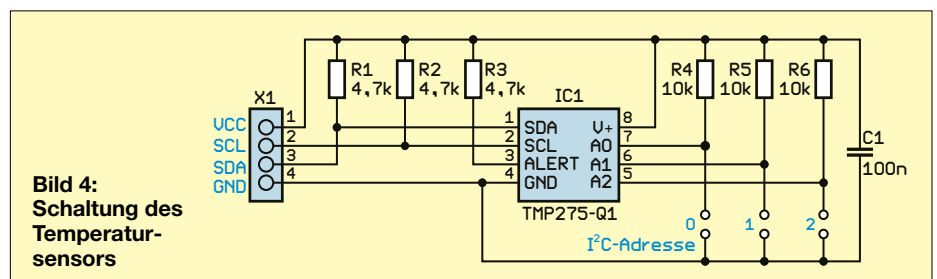 R1
4,7k
R2
4,7k
R3
4,7k
R4
10k
R5
10k
R6
10k
X1
IC1
VCC
SCL
SDA
GND
1
2
3
4
1
2
3
4
SDA
SCL
ALERT
GND
V+
A0
A1
A2
8
7
6
5
TMP275-Q1
C1
100n
0
1
2
I²C-Adresse
Bild 4:
Schaltung des
Temperatur-
sensors